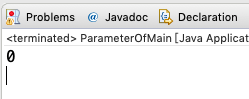 Problems @ Javadoc Declaration
<terminated> ParameterOfMain [Java Applicat
0